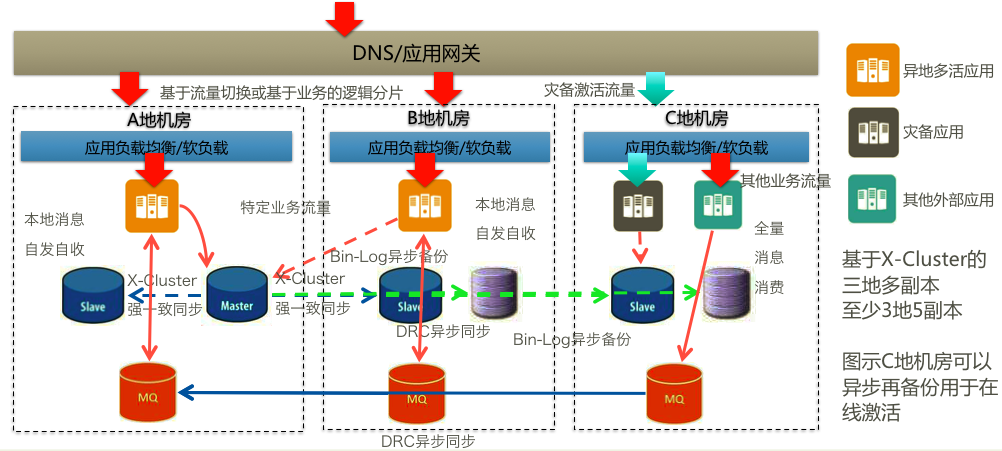 DNS/应用网关
基于流量切换或基于业务的逻辑分片
灾备激活流量
A地机房
B地机房
C地机房
应用负载均衡/软负载
应用负载均衡/软负载
应用负载均衡/软负载
其他业务流量
本地消息
自发自收
特定业务流量
本地消息
自发自收
全量
消息
消费
Bin-Log异步备份
X-Cluster
强一致同步
X-Cluster
强一致同步
Slave
Master
Slave
Slave
DRC异步同步
Bin-Log异步备份
MQ
MQ
MQ
DRC异步同步
异地多活应用
灾备应用
其他外部应用
基于X-Cluster的
三地多副本
至少3地5副本
图示C地机房可以
异步再备份用于在
线激活